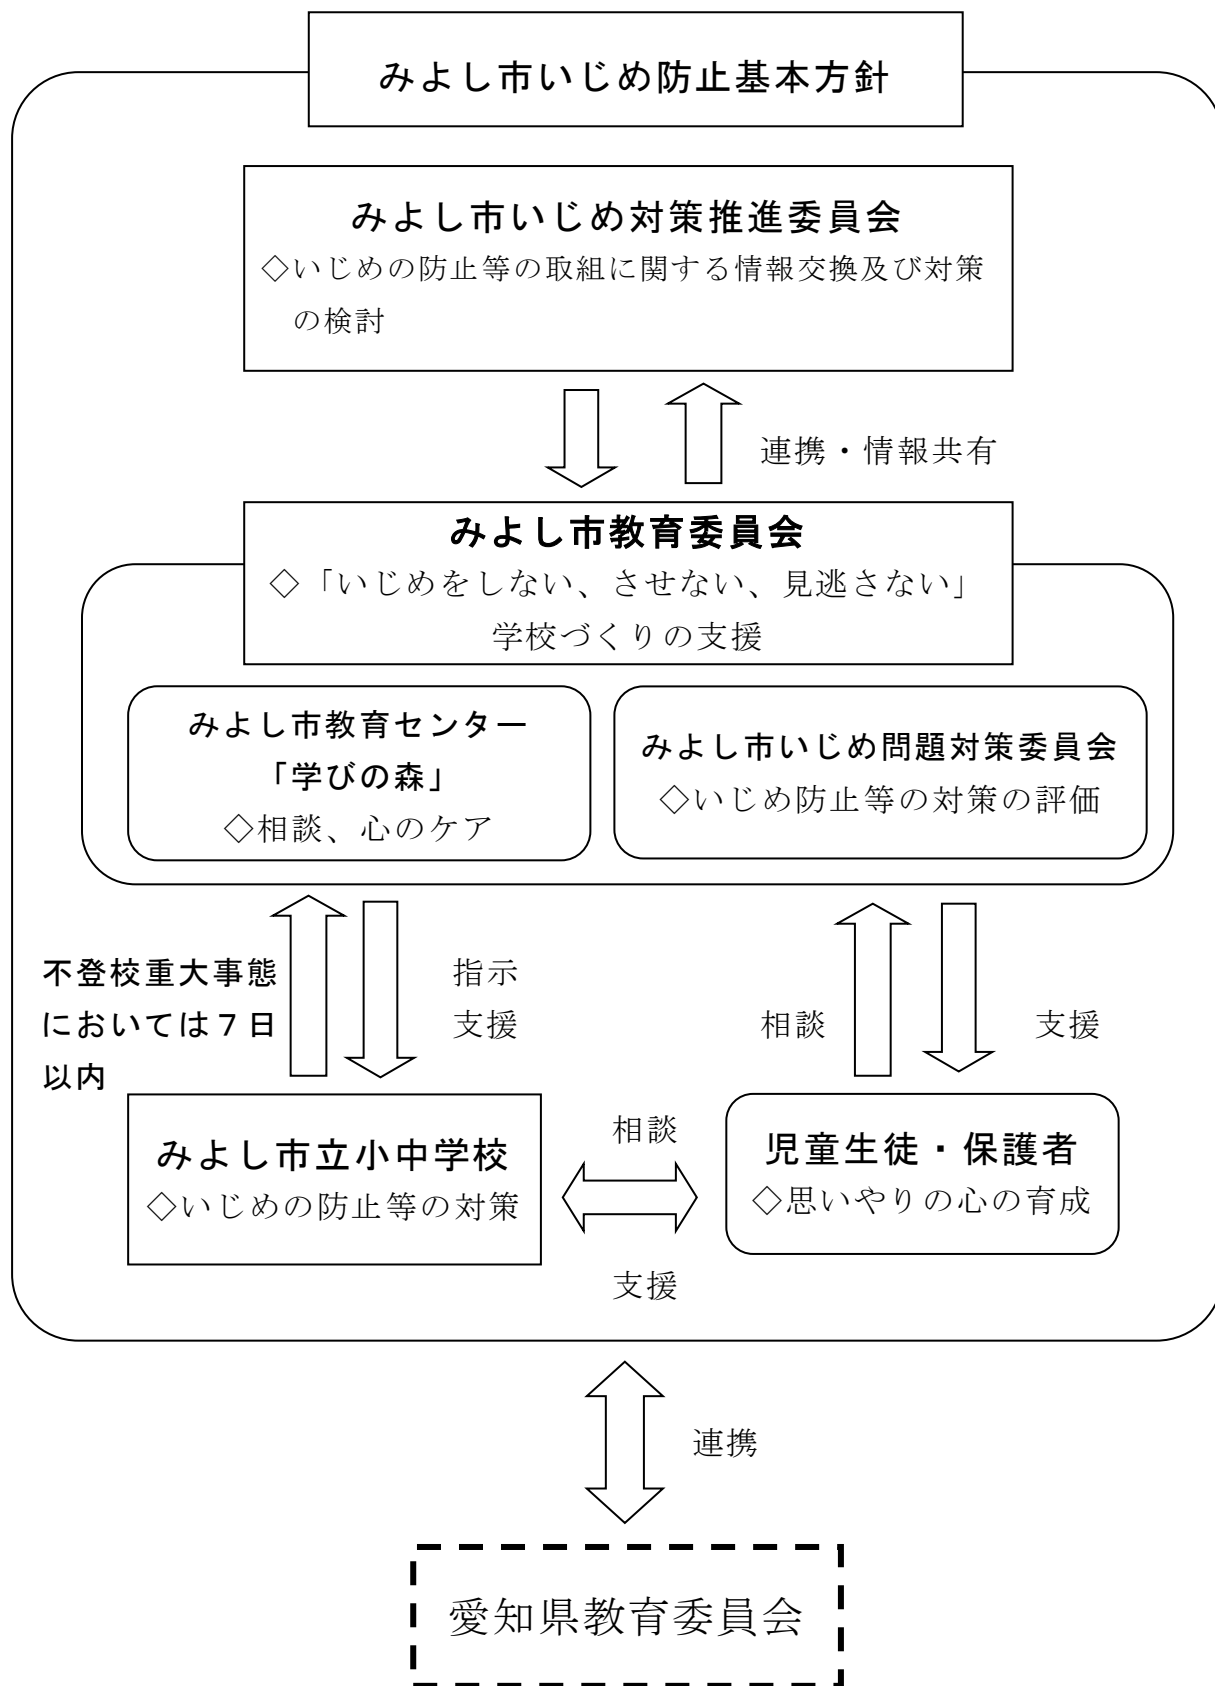 みよし市いじめ防止基本方針
みよし市いじめ対策推進委員会
◇いじめの防止等の取組に関する情報交換及び対策
の検討
連携・情報共有
みよし市教育委員会
◇「いじめをしない、させない、見逃さない」
学校づくりの支援
みよし市教育センター
「学びの森」
◇相談、心のケア
みよし市いじめ問題対策委員会
◇いじめ防止等の対策の評価
不登校重大事態
においては７日
以内
指示
支援
相談
支援
みよし市立小中学校
◇いじめの防止等の対策
相談
支援
児童生徒・保護者
◇思いやりの心の育成
連携
愛知県教育委員会